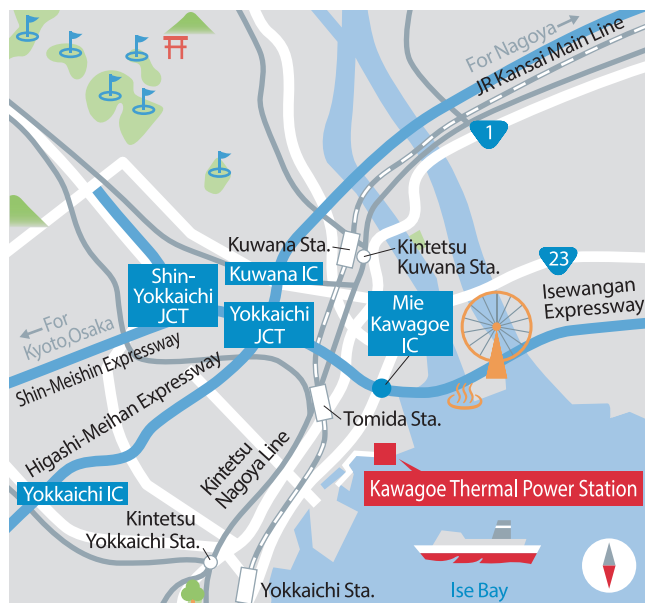 For Nagoya
JR Kansai Main Line
1
Kuwana Sta.
Kintetsu
Kuwana Sta.
23
Shin-
Yokkaichi
JCT
Kuwana IC
Yokkaichi
JCT
Mie
Kawagoe
IC
Isewangan
Expressway
For
Kyoto,Osaka
Shin-Meishin Expressway
Higashi-Meihan Expressway
Tomida Sta.
Kintetsu
Nagoya Line
Yokkaichi IC
Kawagoe Thermal Power Station
Kintetsu
Yokkaichi Sta.
Yokkaichi Sta.
Ise Bay